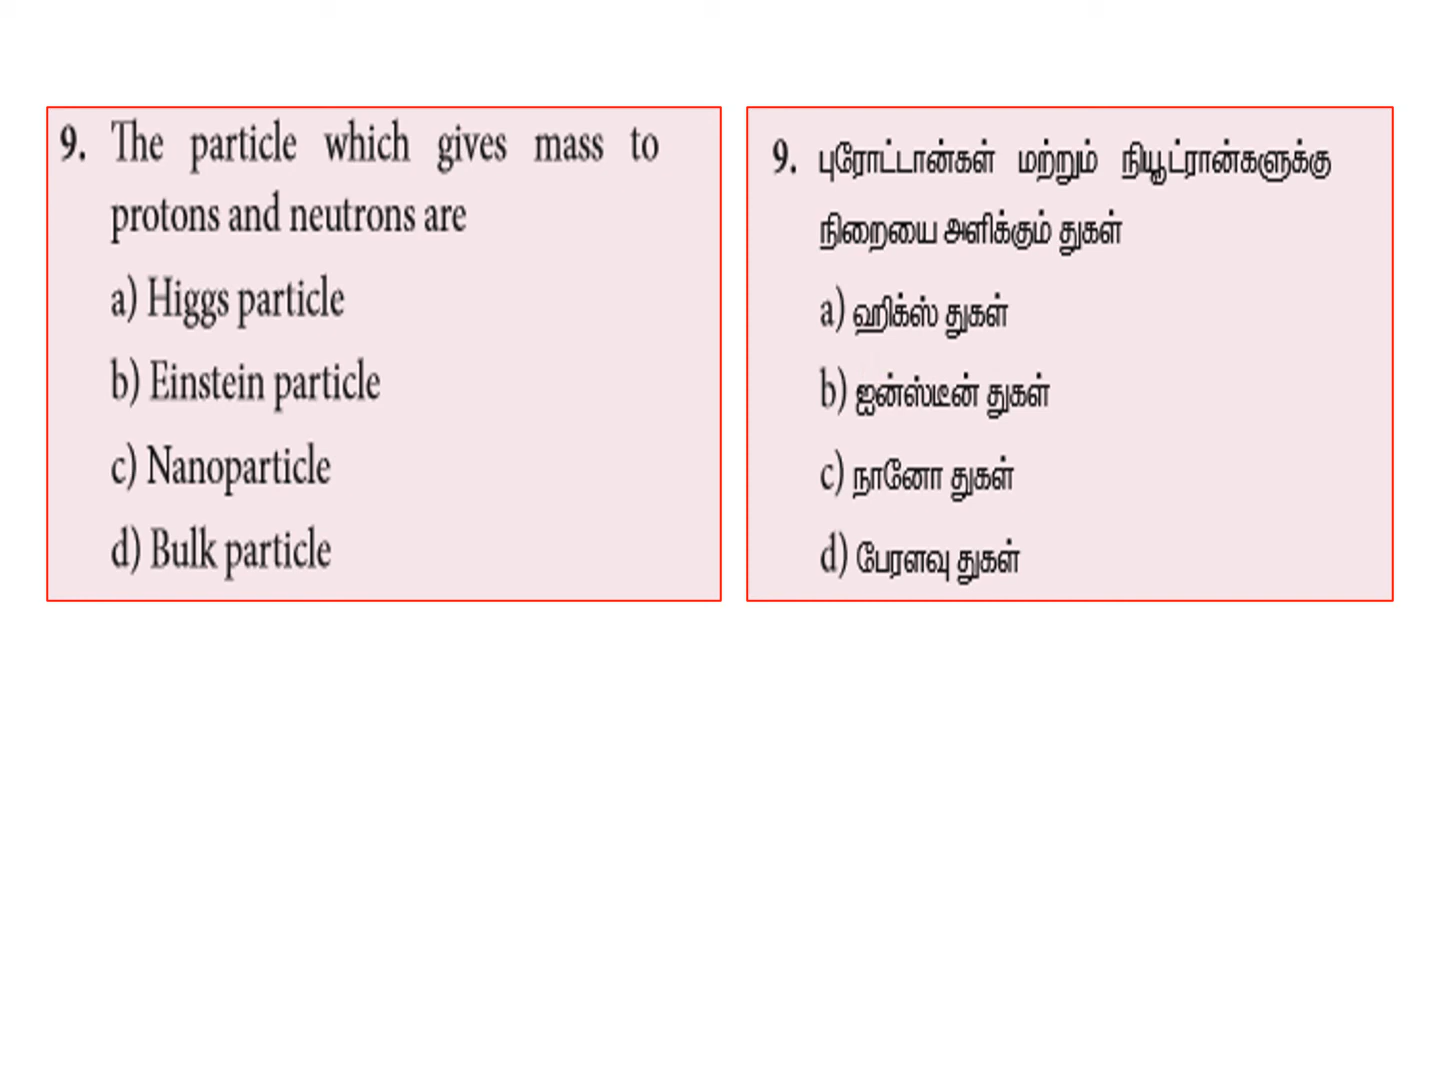 9. The particle which gives mass to
protons and neutrons are
a) Higgs particle
b) Einstein particle
c) Nanoparticle
d) Bulk particle
9. புரோட்டான்கள் மற்றும் நியூட்ரான்களுக்கு
நிறையை அளிக்கும் துகள்
a) ஹிக்ஸ் துகள்
b) ஐன்ஸ்டீன் துகள்
c) நானோ துகள்
d) பேரளவு துகள்